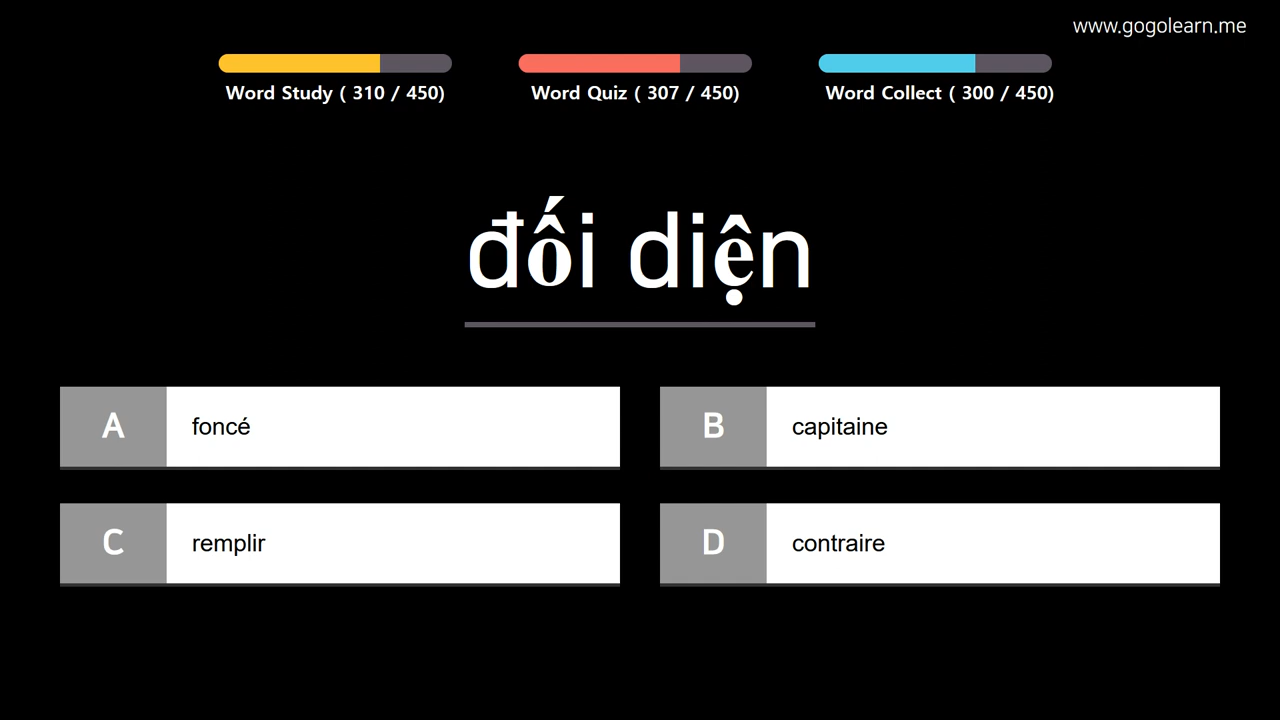 www.gogolearn.me
Word Study ( 310 / 450)
Word Quiz ( 307 / 450)
Word Collect ( 300 / 450)
đối diện
A foncé
B capitaine
C remplir
D contraire